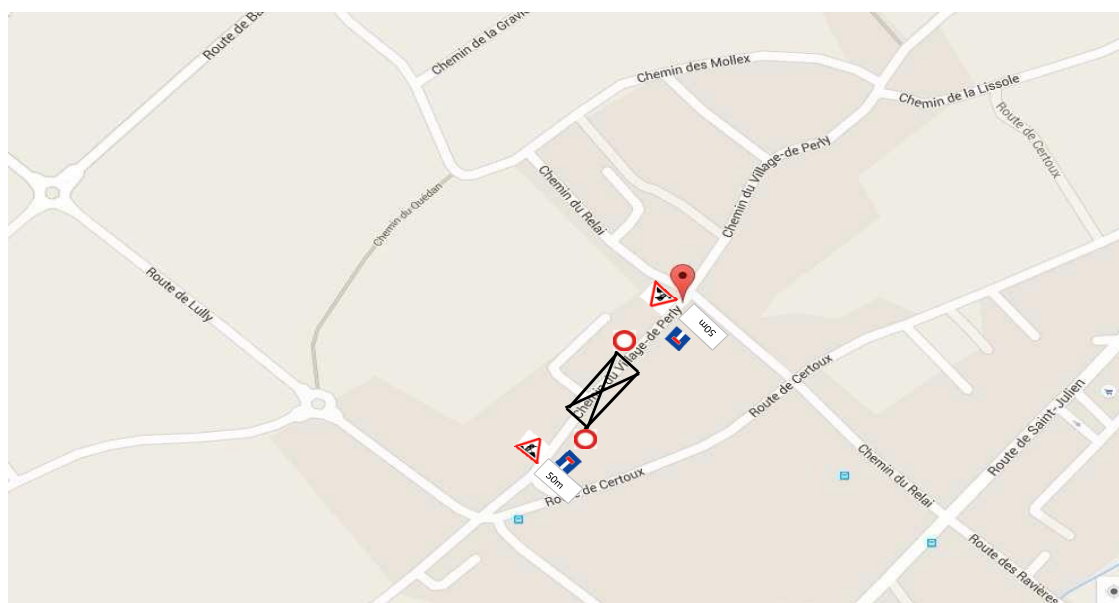 Route de Ba
Chemin de la Gravi
Chemin des Mollex
Chemin de la Lissole
Route de Certoux
Chemin du Village-de Perly
Chemin du Quédan
Chemin du Relai
Route de Lully
50m
Chemin du Village-de Perly
Route de Certoux
Route de Saint-Julien
50m
Route de Certoux
Chemin du Relai
Route des Ravières